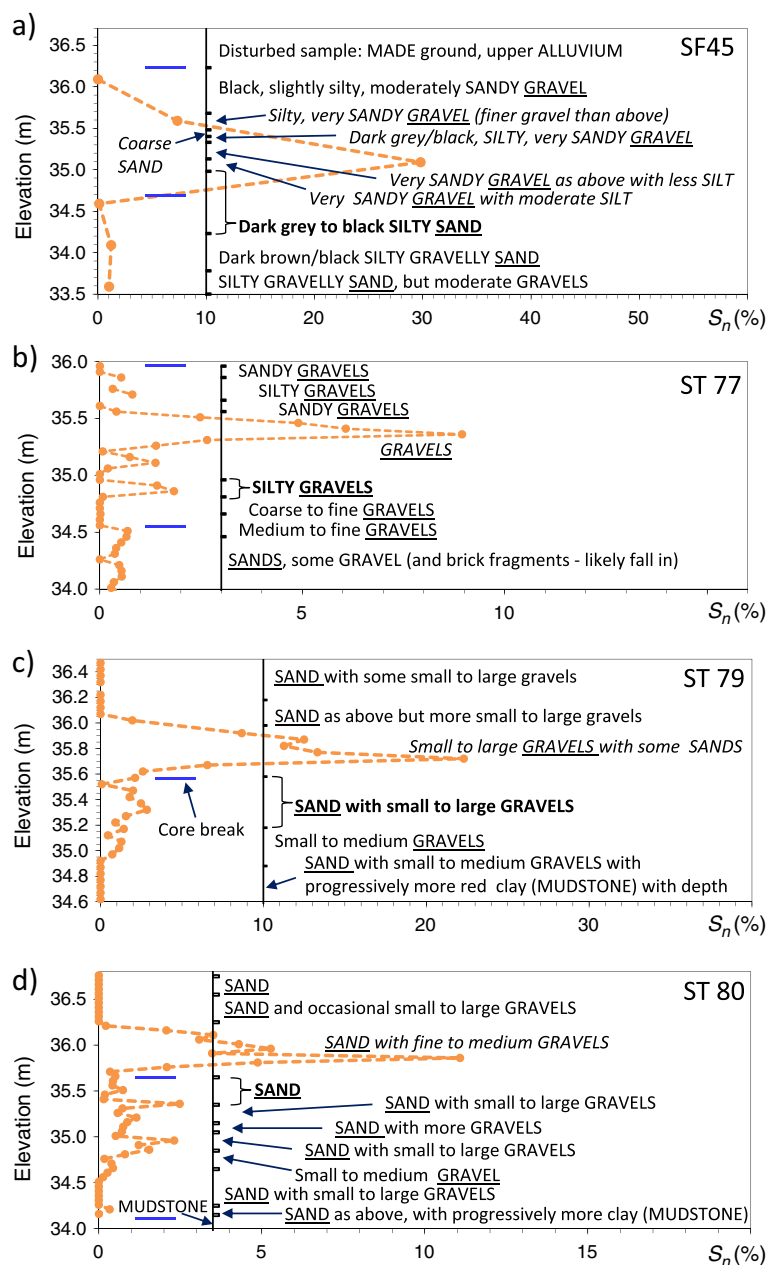 a)
SF45
36.5
Disturbed sample: MADE ground, upper ALLUVIUM
36.0
Black, slightly silty, moderately SANDY GRAVEL
Silty, very SANDY GRAVEL (finer gravel than above)
35.5
Coarse
SAND
Dark grey/black, SILTY, very SANDY GRAVEL
35.0
Very SANDY GRAVEL as above with less SILT
Very SANDY GRAVEL with moderate SILT
34.5
Dark grey to black SILTY SAND
34.0
Dark brown/black SILTY GRAVELLY SAND
SILTY GRAVELLY SAND, but moderate GRAVELS
33.5
Elevation (m)
0 10 20 30 40 50
Sn (%)
b)
ST 77
36.0
SANDY GRAVELS
SILTY GRAVELS
SANDY GRAVELS
35.5
GRAVELS
35.0
SILTY GRAVELS
Coarse to fine GRAVELS
34.5
Medium to fine GRAVELS
SANDS, some GRAVEL (and brick fragments - likely fall in)
34.0
Elevation (m)
0 5 10
Sn (%)
c)
ST 79
36.4
SAND with some small to large gravels
36.2
36.0
SAND as above but more small to large gravels
35.8
Small to large GRAVELS with some SANDS
35.6
35.4
SAND with small to large GRAVELS
Core break
35.2
Small to medium GRAVELS
35.0
SAND with small to medium GRAVELS with
34.8
progressively more red clay (MUDSTONE) with depth
34.6
Elevation (m)
0 10 20 30
Sn (%)
d)
ST 80
SAND
36.5
SAND and occasional small to large GRAVELS
36.0
SAND with fine to medium GRAVELS
35.5
SAND
SAND with small to large GRAVELS
35.0
SAND with more GRAVELS
SAND with small to large GRAVELS
34.5
Small to medium GRAVEL
SAND with small to large GRAVELS
MUDSTONE
SAND as above, with progressively more clay (MUDSTONE)
34.0
Elevation (m)
0 5 10 15
Sn (%)